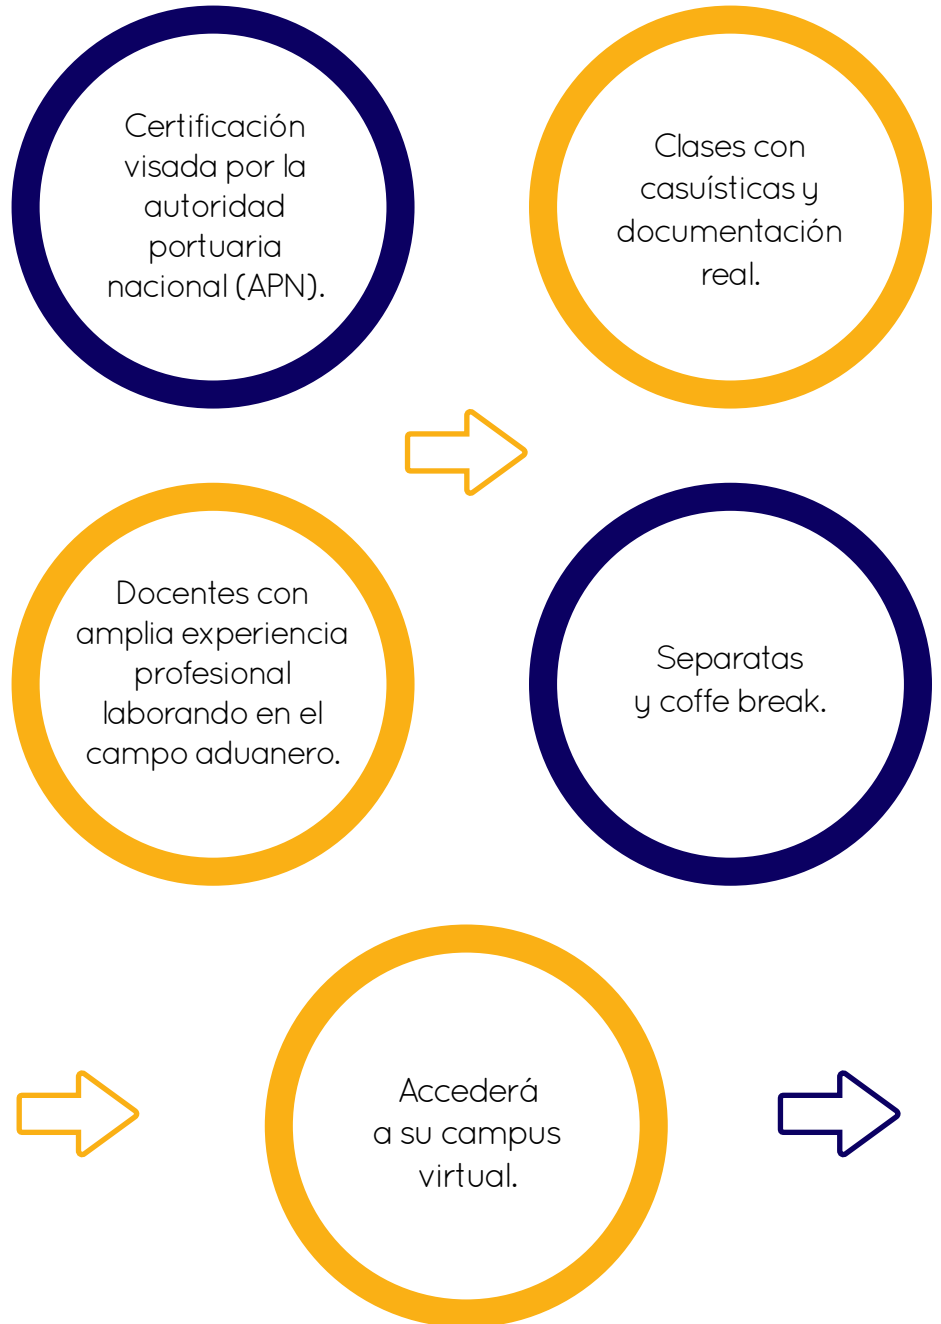 Certificación
visada por la
autoridad
portuaria
nacional (APN).
Clases con
casuísticas y
documentación
real.
Docentes con
amplia experiencia
profesional
laborando en el
campo aduanero.
Separatas
y coffe break.
Accederá
a su campus
virtual.